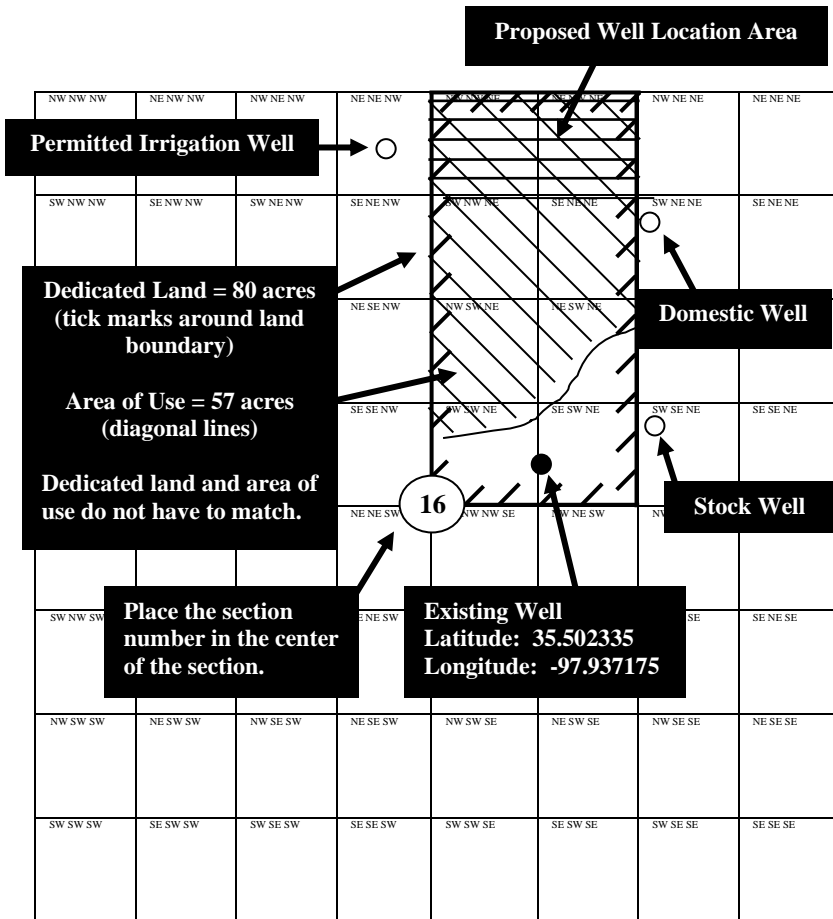 Proposed Well Location Area
NW NW NW
NE NW NW
NW NE NW
NE NE NW
NW NW NE
NE NW NE
NW NE NE
NE NE NE
Permitted Irrigation Well
SW NW NW
SE NW NW
SW NE NW
SE NE NW
SW NW NE
SE NE NE
SW NE NE
SE NE NE
Dedicated Land = 80 acres
(tick marks around land
boundary)
Area of Use = 57 acres
(diagonal lines)
Dedicated land and area of
use do not have to match.
NE SE NW
NW SW NE
NE SW NE
Domestic Well
SE SE NW
SW SW NE
SE SW NE
SW SE NE
SE SE NE
Stock Well
NE NE SW
16
NW NW SE
NW NE SW
Place the section
number in the center
of the section.
Existing Well
Latitude: 35.502335
Longitude: -97.937175
SW NW SW
NE SW
SE
SE NE SE
NW SW SW
NE SW SW
NW SE SW
NE SE SW
NW SW SE
NE SW SE
NW SE SE
NE SE SE
SW SW SW
SE SW SW
SW SE SW
SE SE SW
SW SW SE
SE SW SE
SW SE SE
SE SE SE